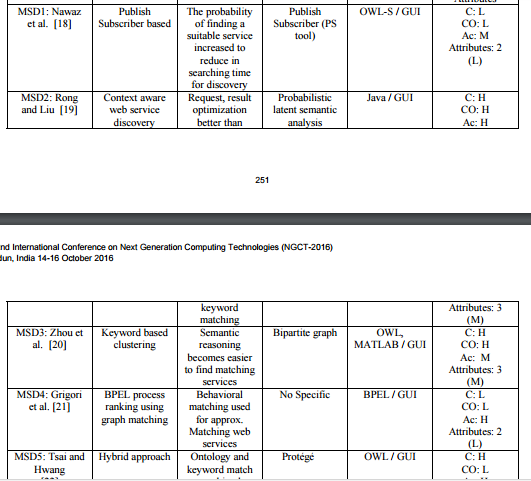 MSD1: Nawaz et al. [18]
Publish Subscriber based
The probability of finding a suitable service increased to reduce in searching time for discovery
Publish Subscriber (PS tool)
OWL-S / GUI
C: L
CO: L
Ac: M
Attributes: 2
(L)
MSD2: Rong and Liu [19]
Context aware web service discovery
Request, result optimization better than
Probabilistic latent semantic analysis
Java / GUI
C: H
CO: H
Ac: H
251
nd International Conference on Next Generation Computing Technologies (NGCT-2016)
dun, India 14-16 October 2016
keyword matching
Attributes: 3
(M)
MSD3: Zhou et al. [20]
Keyword based clustering
Semantic reasoning becomes easier to find matching services
Bipartite graph
OWL, MATLAB / GUI
C: H
CO: H
Ac: M
Attributes: 3
(M)
MSD4: Grigori et al. [21]
BPEL process ranking using graph matching
Behavioral matching used for approx. Matching web services
No Specific
BPEL / GUI
C: L
CO: L
Ac: H
Attributes: 2
(L)
MSD5: Tsai and Hwang
Hybrid approach
Ontology and keyword match
Protégé
OWL / GUI
C: H
CO: L